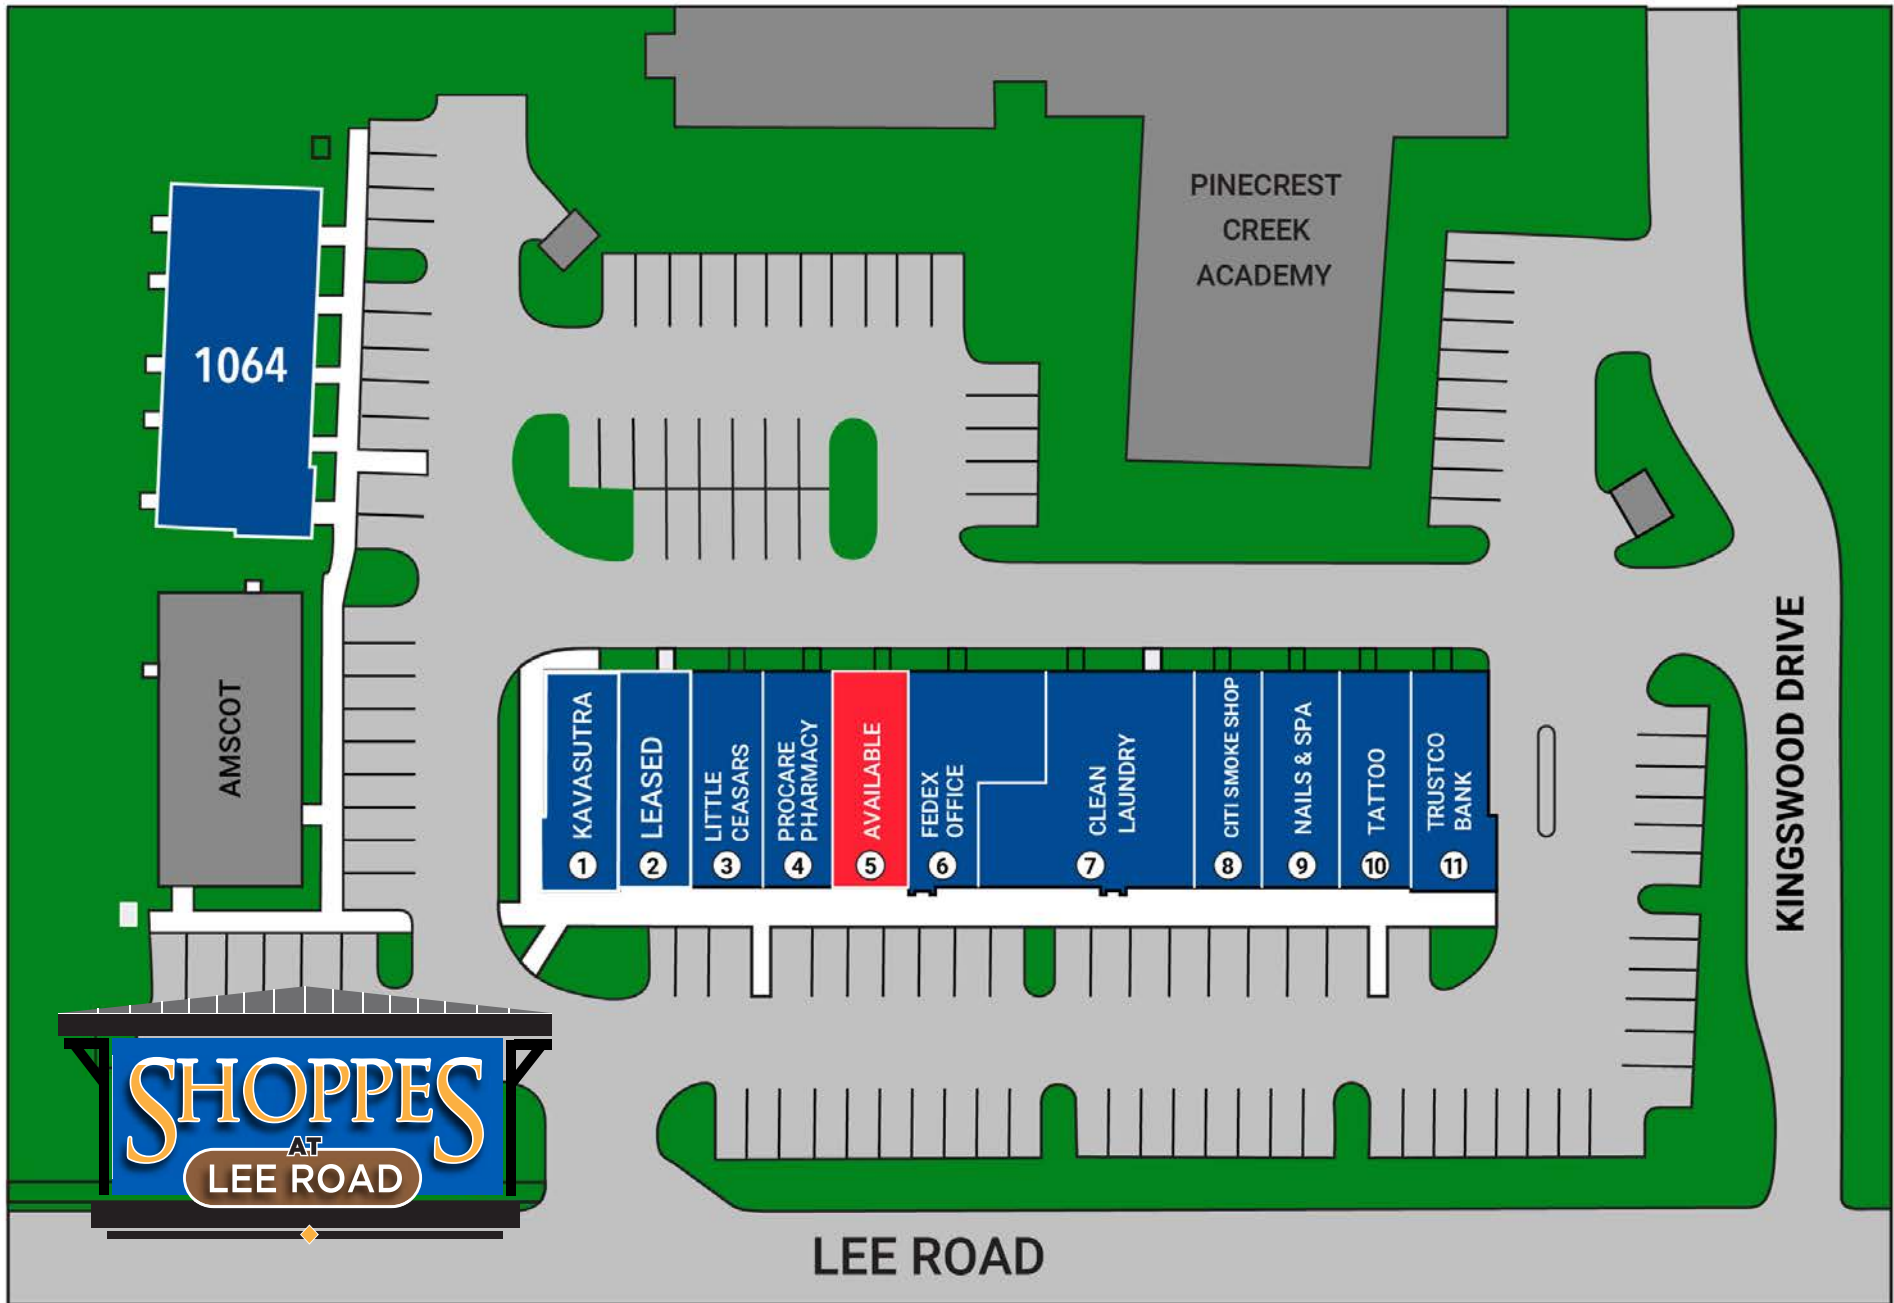 PINECREST
CREEK
ACADEMY
1064
AMSCOT
KAVASUTRA
1
LEASED
2
LITTLE
CEASARS
3
PROCARE
PHARMACY
4
AVAILABLE
5
FEDEX
OFFICE
6
CLEAN
LAUNDRY
7
CITI SMOKE SHOP
8
NAILS & SPA
9
TATTOO
10
TRUSTCO
BANK
11
KINGSWOOD DRIVE
SHOPPES
AT
LEE ROAD
LEE ROAD